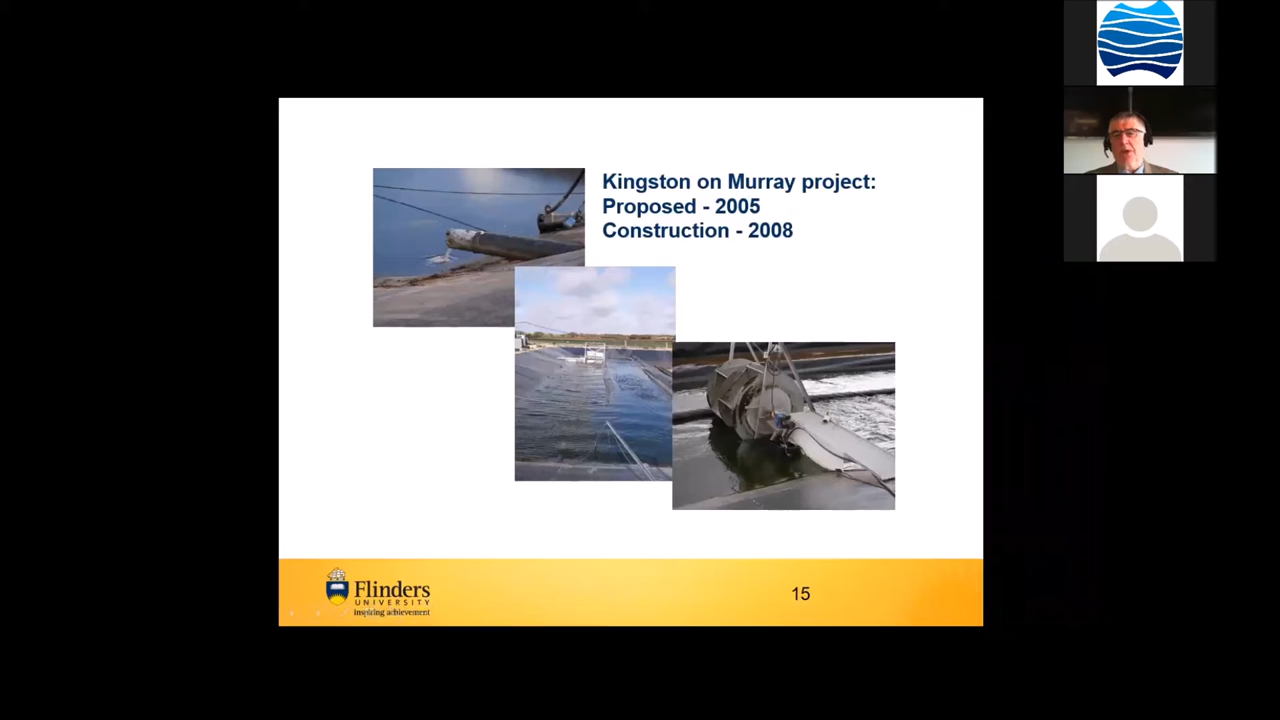 Kingston on Murray project:
Proposed - 2005
Construction - 2008
Flinders
UNIVERSITY
inspiring achievement
15